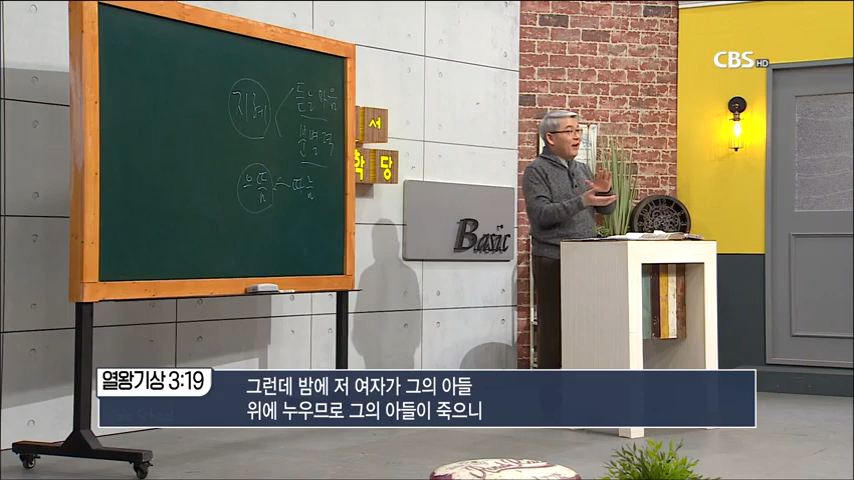 CBS HD
지혜
듣는 마음
분별력
으뜸
서
학당
Basic
열왕기상 3:19
그런데 밤에 저 여자가 그의 아들
위에 누우므로 그의 아들이 죽으니